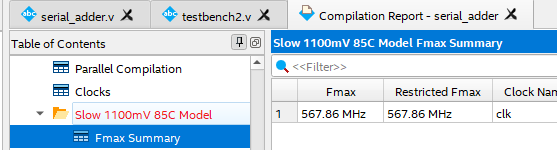 serial_adder.v
testbench2.v
Compilation Report - serial_adder
Table of Contents
Parallel Compilation
Clocks
Slow 1100mV 85C Model
Fmax Summary
Slow 1100mV 85C Model Fmax Summary
<<Filter>>
Fmax Restricted Fmax Clock Nam
1 567.86 MHz 567.86 MHz clk